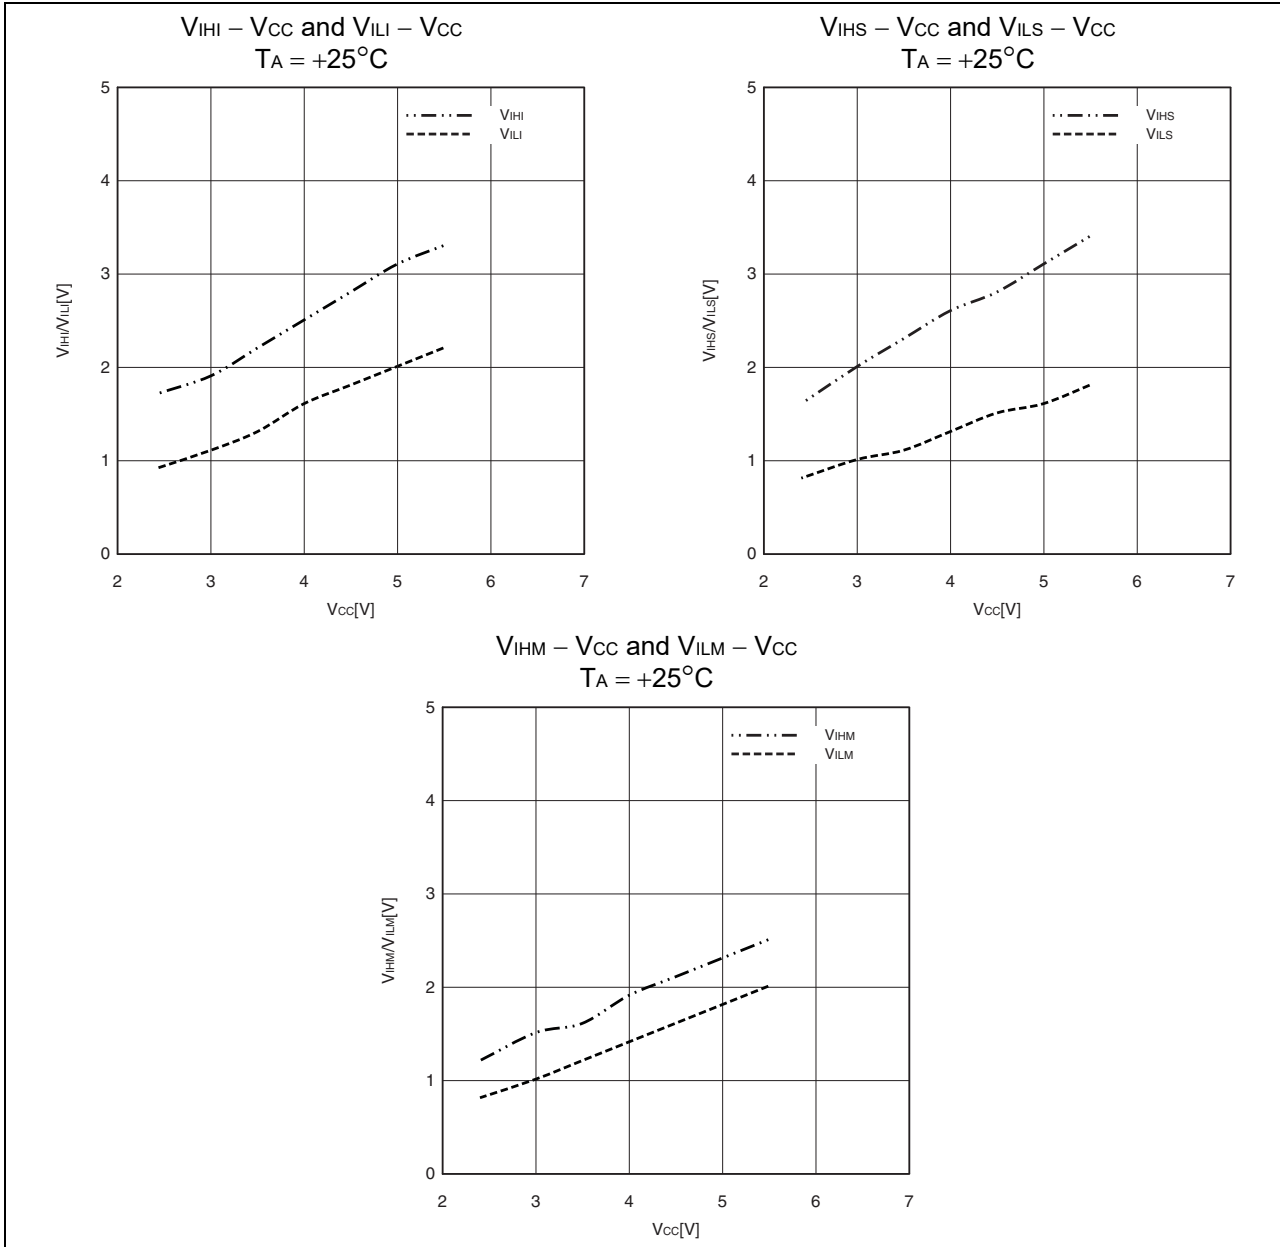 VIHI – VCC and VILI – VCC
TA = +25°C
5
4
3
2
1
0
VIHI/VILI[V]
VIHI
VILI
2 3 4 5 6 7
VCC[V]
VIHS – VCC and VILS – VCC
TA = +25°C
5
4
3
2
1
0
VIHS/VILS[V]
VIHS
VILS
2 3 4 5 6 7
VCC[V]
VIHM – VCC and VILM – VCC
TA = +25°C
5
4
3
2
1
0
VIHM/VILM[V]
VIHM
VILM
2 3 4 5 6 7
VCC[V]